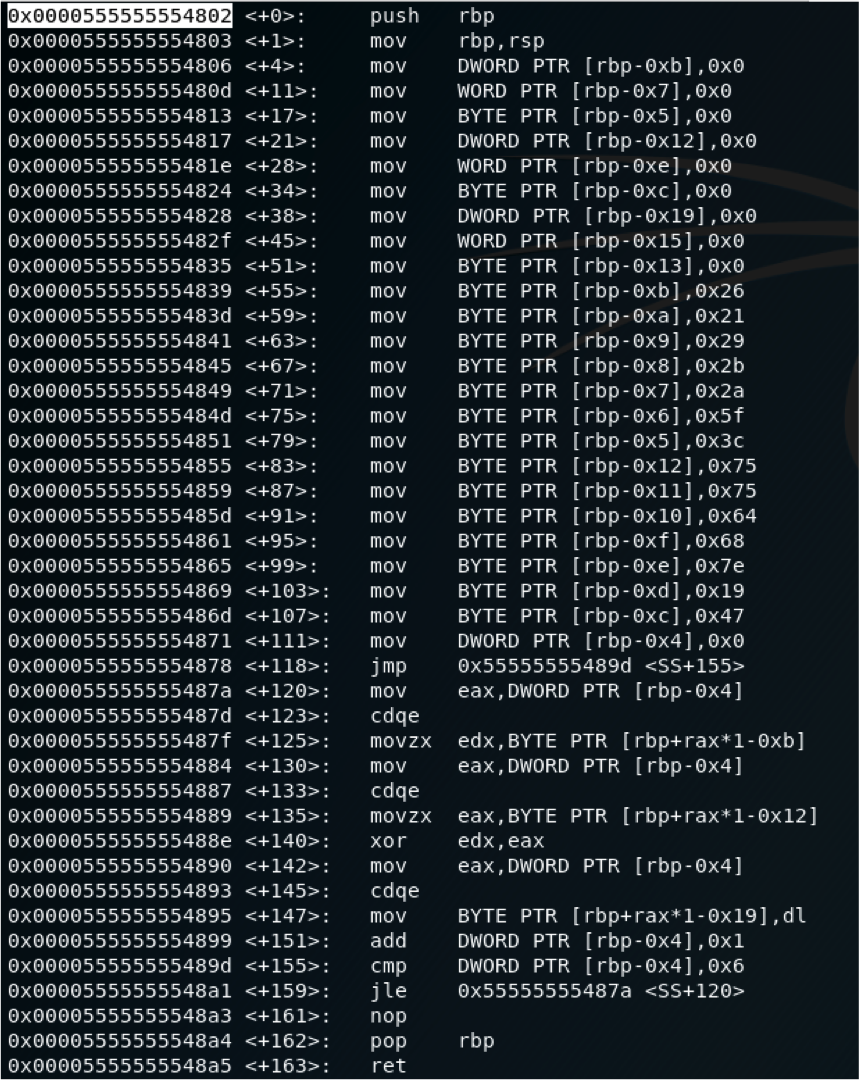 0x0000555555554802 <+0>: push rbp
0x0000555555554803 <+1>: mov rbp,rsp
0x0000555555554806 <+4>: mov DWORD PTR [rbp-0xb],0x0
0x000055555555480d <+11>: mov WORD PTR [rbp-0x7],0x0
0x0000555555554813 <+17>: mov BYTE PTR [rbp-0x5],0x0
0x0000555555554817 <+21>: mov DWORD PTR [rbp-0x12],0x0
0x000055555555481e <+28>: mov WORD PTR [rbp-0xe],0x0
0x0000555555554824 <+34>: mov BYTE PTR [rbp-0xc],0x0
0x0000555555554828 <+38>: mov DWORD PTR [rbp-0x19],0x0
0x000055555555482f <+45>: mov WORD PTR [rbp-0x15],0x0
0x0000555555554835 <+51>: mov BYTE PTR [rbp-0x13],0x0
0x0000555555554839 <+55>: mov BYTE PTR [rbp-0xb],0x26
0x000055555555483d <+59>: mov BYTE PTR [rbp-0xa],0x21
0x0000555555554841 <+63>: mov BYTE PTR [rbp-0x9],0x29
0x0000555555554845 <+67>: mov BYTE PTR [rbp-0x8],0x2b
0x0000555555554849 <+71>: mov BYTE PTR [rbp-0x7],0x2a
0x000055555555484d <+75>: mov BYTE PTR [rbp-0x6],0x5f
0x0000555555554851 <+79>: mov BYTE PTR [rbp-0x5],0x3c
0x0000555555554855 <+83>: mov BYTE PTR [rbp-0x12],0x75
0x0000555555554859 <+87>: mov BYTE PTR [rbp-0x11],0x75
0x000055555555485d <+91>: mov BYTE PTR [rbp-0x10],0x64
0x0000555555554861 <+95>: mov BYTE PTR [rbp-0xf],0x68
0x0000555555554865 <+99>: mov BYTE PTR [rbp-0xe],0x7e
0x0000555555554869 <+103>: mov BYTE PTR [rbp-0xd],0x19
0x000055555555486d <+107>: mov BYTE PTR [rbp-0xc],0x47
0x0000555555554871 <+111>: mov DWORD PTR [rbp-0x4],0x0
0x0000555555554878 <+118>: jmp 0x55555555489d <SS+155>
0x000055555555487a <+120>: mov eax,DWORD PTR [rbp-0x4]
0x000055555555487d <+123>: cdqe
0x000055555555487f <+125>: movzx edx,BYTE PTR [rbp+rax*1-0xb]
0x0000555555554884 <+130>: mov eax,DWORD PTR [rbp-0x4]
0x0000555555554887 <+133>: cdqe
0x0000555555554889 <+135>: movzx eax,BYTE PTR [rbp+rax*1-0x12]
0x000055555555488e <+140>: xor edx,eax
0x0000555555554890 <+142>: mov eax,DWORD PTR [rbp-0x4]
0x0000555555554893 <+145>: cdqe
0x0000555555554895 <+147>: mov BYTE PTR [rbp+rax*1-0x19],dl
0x0000555555554899 <+151>: add DWORD PTR [rbp-0x4],0x1
0x000055555555489d <+155>: cmp DWORD PTR [rbp-0x4],0x6
0x00005555555548a1 <+159>: jle 0x55555555487a <SS+120>
0x00005555555548a3 <+161>: nop
0x00005555555548a4 <+162>: pop rbp
0x00005555555548a5 <+163>: ret